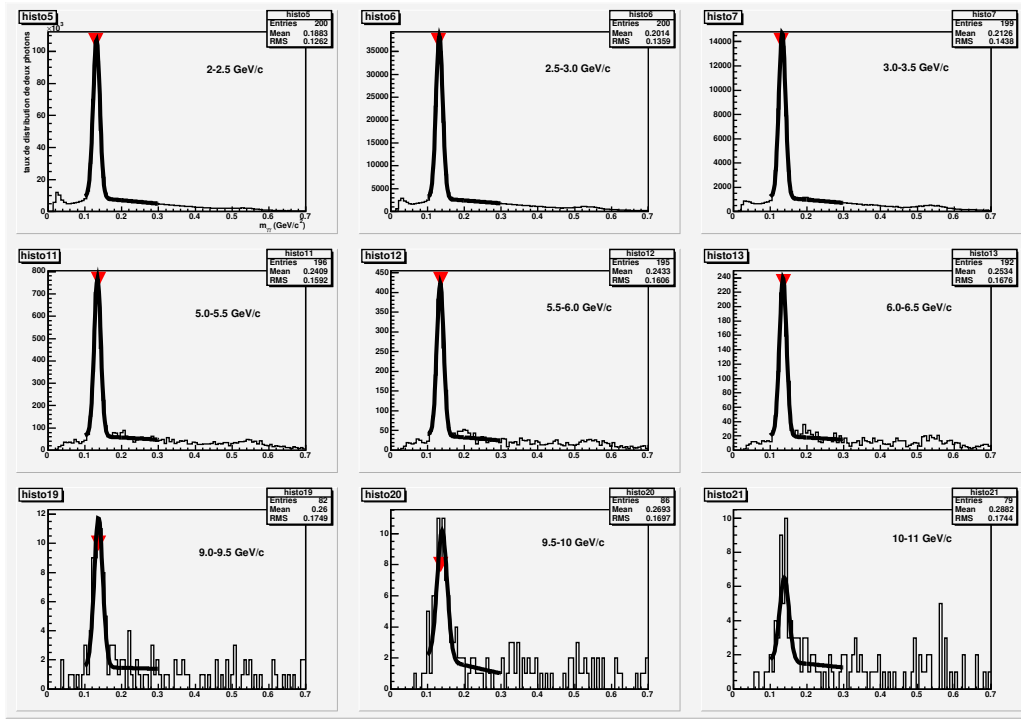 histo5
histo5
Entries 200
Mean 0.1883
RMS 0.1262
×10³
taux de distribution de deux photons
2-2.5 GeV/c
100
80
60
40
20
0
0 0.1 0.2 0.3 0.4 0.5 0.6 0.7
m_γγ (GeV/c²)
histo6
histo6
Entries 200
Mean 0.2014
RMS 0.1359
2.5-3.0 GeV/c
35000
30000
25000
20000
15000
10000
5000
0
0 0.1 0.2 0.3 0.4 0.5 0.6 0.7
histo7
histo7
Entries 199
Mean 0.2126
RMS 0.1438
3.0-3.5 GeV/c
14000
12000
10000
8000
6000
4000
2000
0
0 0.1 0.2 0.3 0.4 0.5 0.6 0.7
histo11
histo11
Entries 196
Mean 0.2409
RMS 0.1592
5.0-5.5 GeV/c
800
700
600
500
400
300
200
100
0
0 0.1 0.2 0.3 0.4 0.5 0.6 0.7
histo12
histo12
Entries 195
Mean 0.2433
RMS 0.1606
5.5-6.0 GeV/c
450
400
350
300
250
200
150
100
50
0
0 0.1 0.2 0.3 0.4 0.5 0.6 0.7
histo13
histo13
Entries 192
Mean 0.2534
RMS 0.1676
6.0-6.5 GeV/c
240
220
200
180
160
140
120
100
80
60
40
20
0
0 0.1 0.2 0.3 0.4 0.5 0.6 0.7
histo19
histo19
Entries 82
Mean 0.26
RMS 0.1749
9.0-9.5 GeV/c
12
10
8
6
4
2
0
0 0.1 0.2 0.3 0.4 0.5 0.6 0.7
histo20
histo20
Entries 86
Mean 0.2693
RMS 0.1697
9.5-10 GeV/c
10
8
6
4
2
0
0 0.1 0.2 0.3 0.4 0.5 0.6 0.7
histo21
histo21
Entries 79
Mean 0.2882
RMS 0.1744
10-11 GeV/c
10
8
6
4
2
0
0 0.1 0.2 0.3 0.4 0.5 0.6 0.7